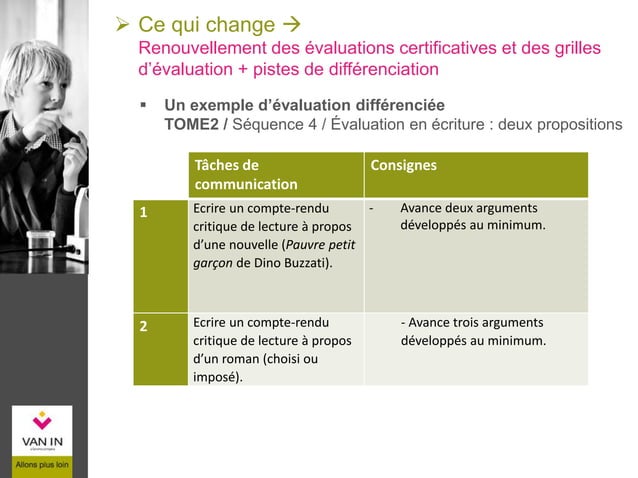 ➢ Ce qui change →
Renouvellement des évaluations certificatives et des grilles
d'évaluation + pistes de différenciation
▪ Un exemple d'évaluation différenciée
TOME2 / Séquence 4 / Évaluation en écriture : deux propositions
Tâches de
communication
Consignes
1
Ecrire un compte-rendu
critique de lecture à propos
d'une nouvelle (Pauvre petit
garçon de Dino Buzzati).
- Avance deux arguments
développés au minimum.
2
Ecrire un compte-rendu
critique de lecture à propos
d'un roman (choisi ou
imposé).
- Avance trois arguments
développés au minimum.
VAN IN
Allons plus loin